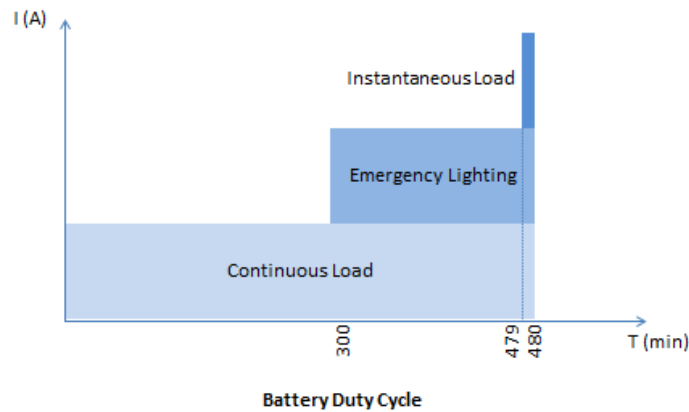 I (A)
Instantaneous Load
Emergency Lighting
Continuous Load
300
479
480
T (min)
Battery Duty Cycle